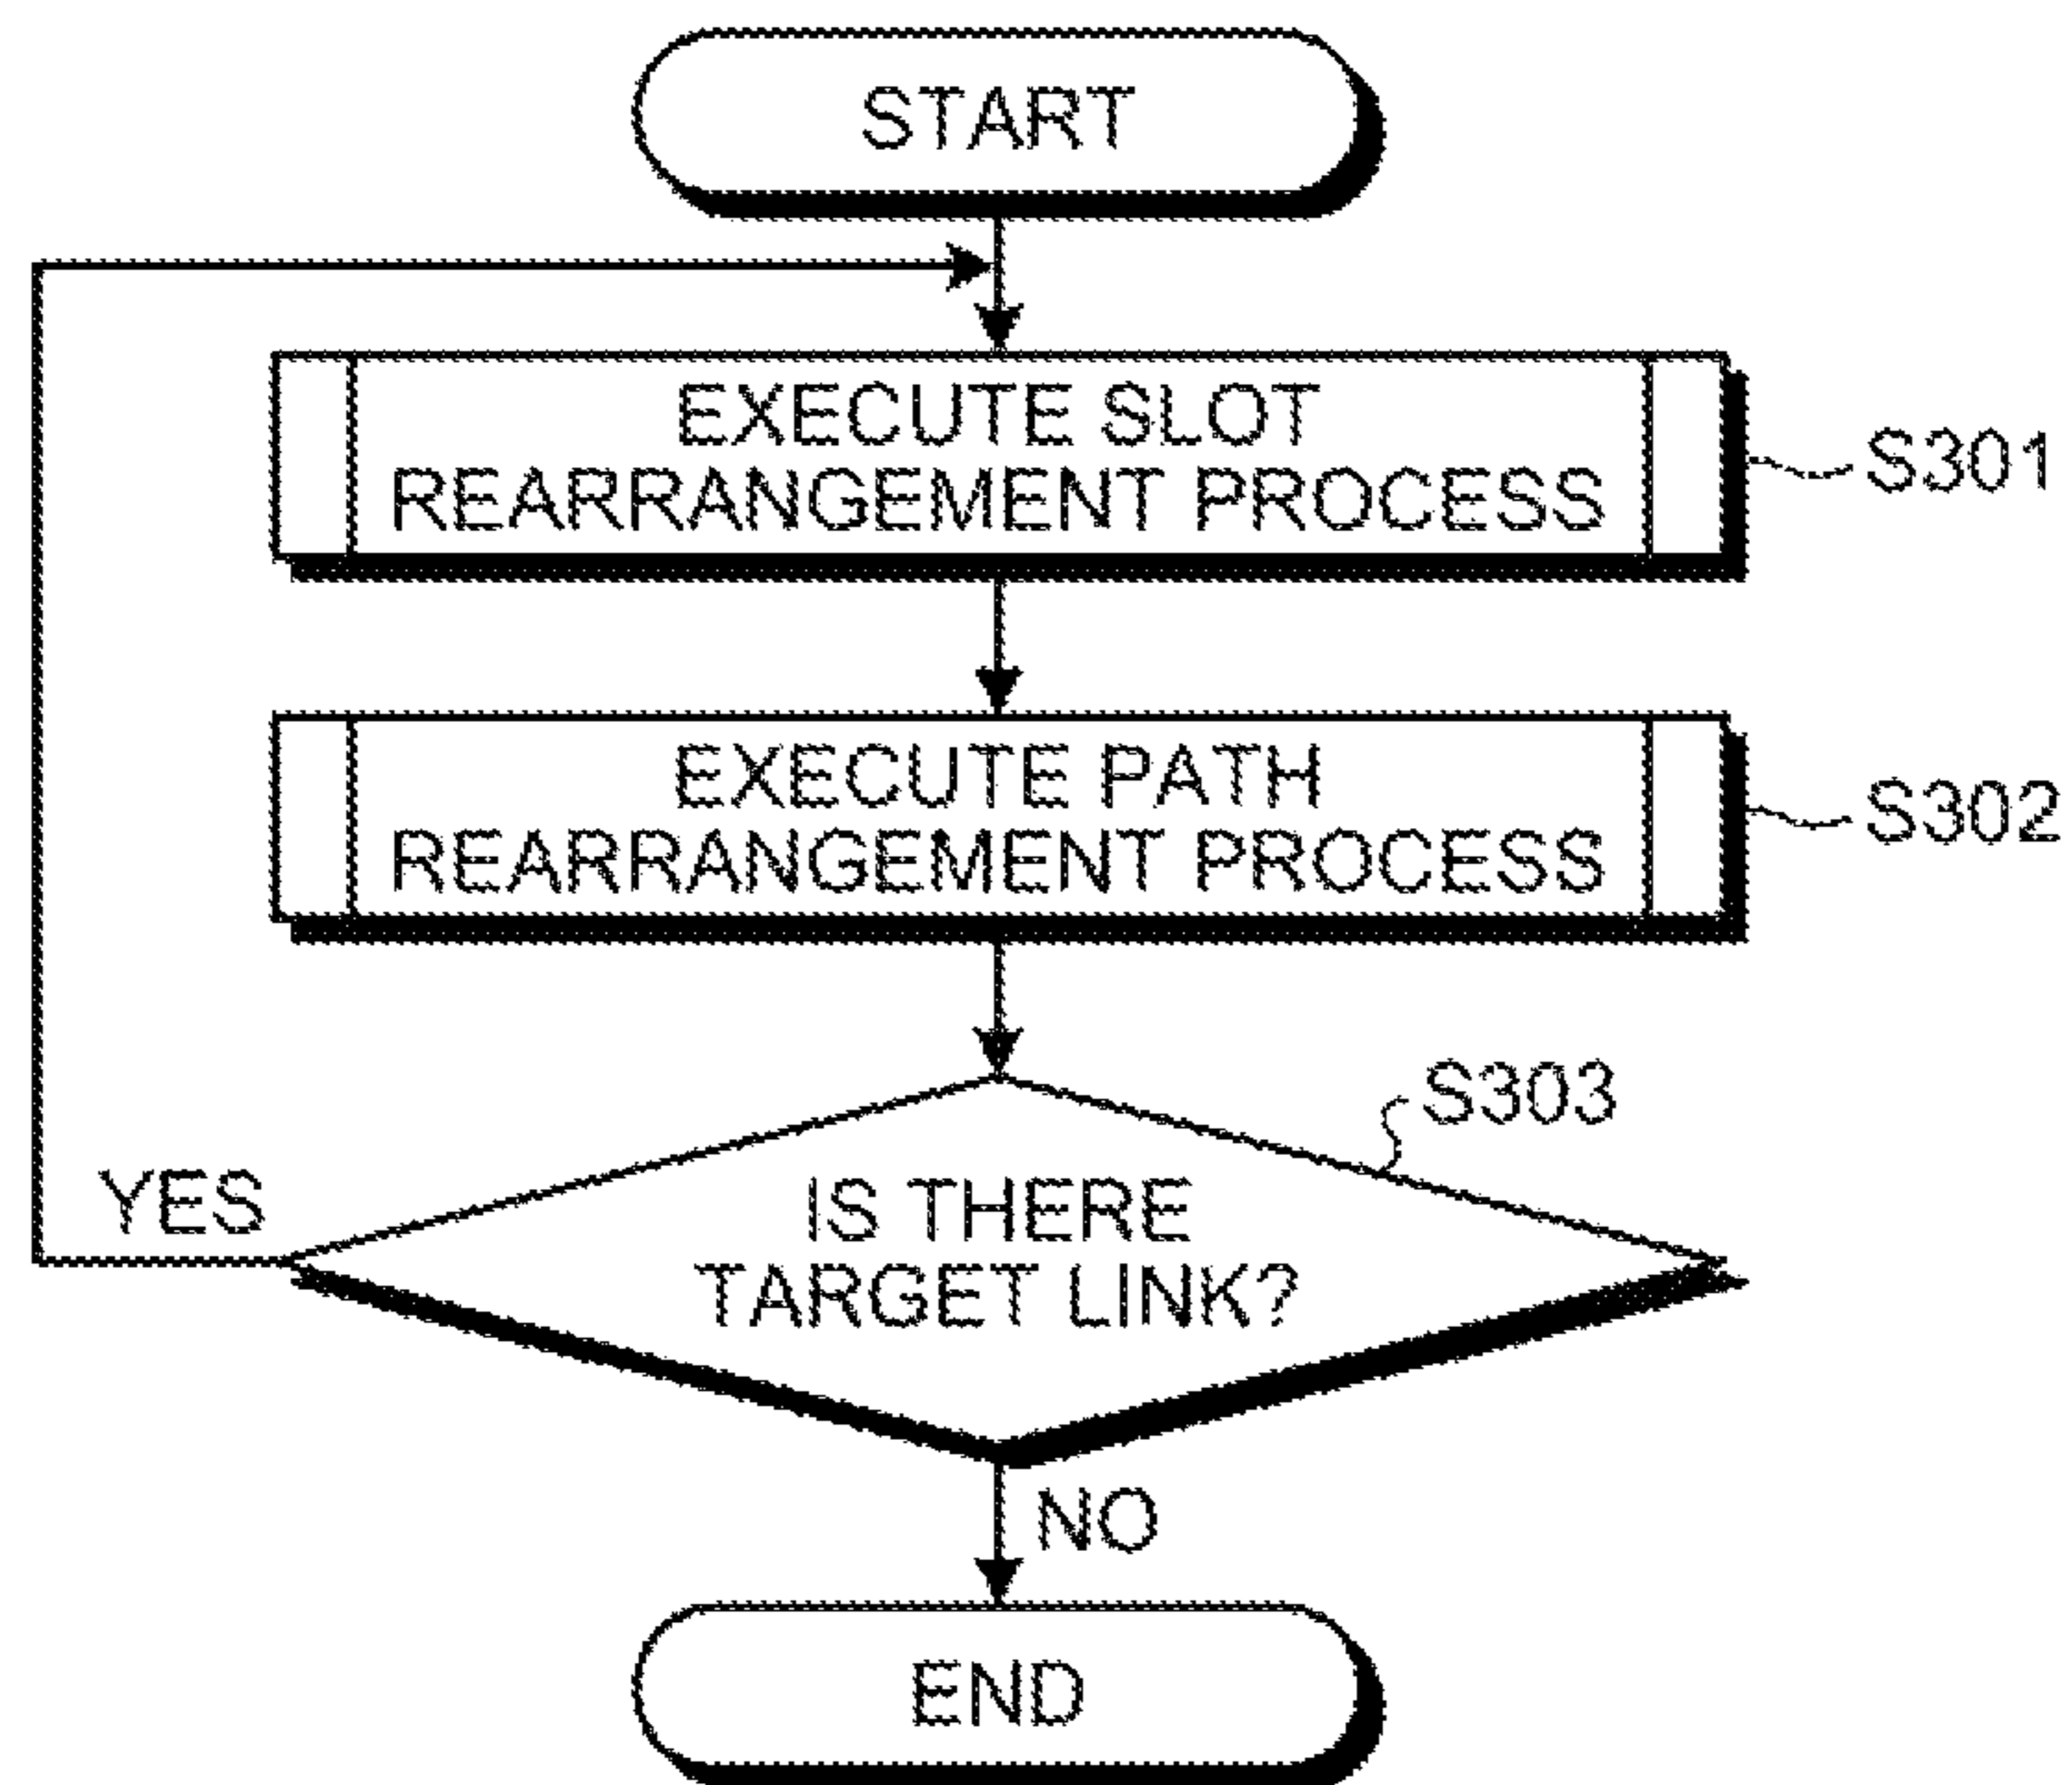 START
EXECUTE SLOT
REARRANGEMENT PROCESS
S301
EXECUTE PATH
REARRANGEMENT PROCESS
S302
S303
YES
IS THERE
TARGET LINK?
NO
END